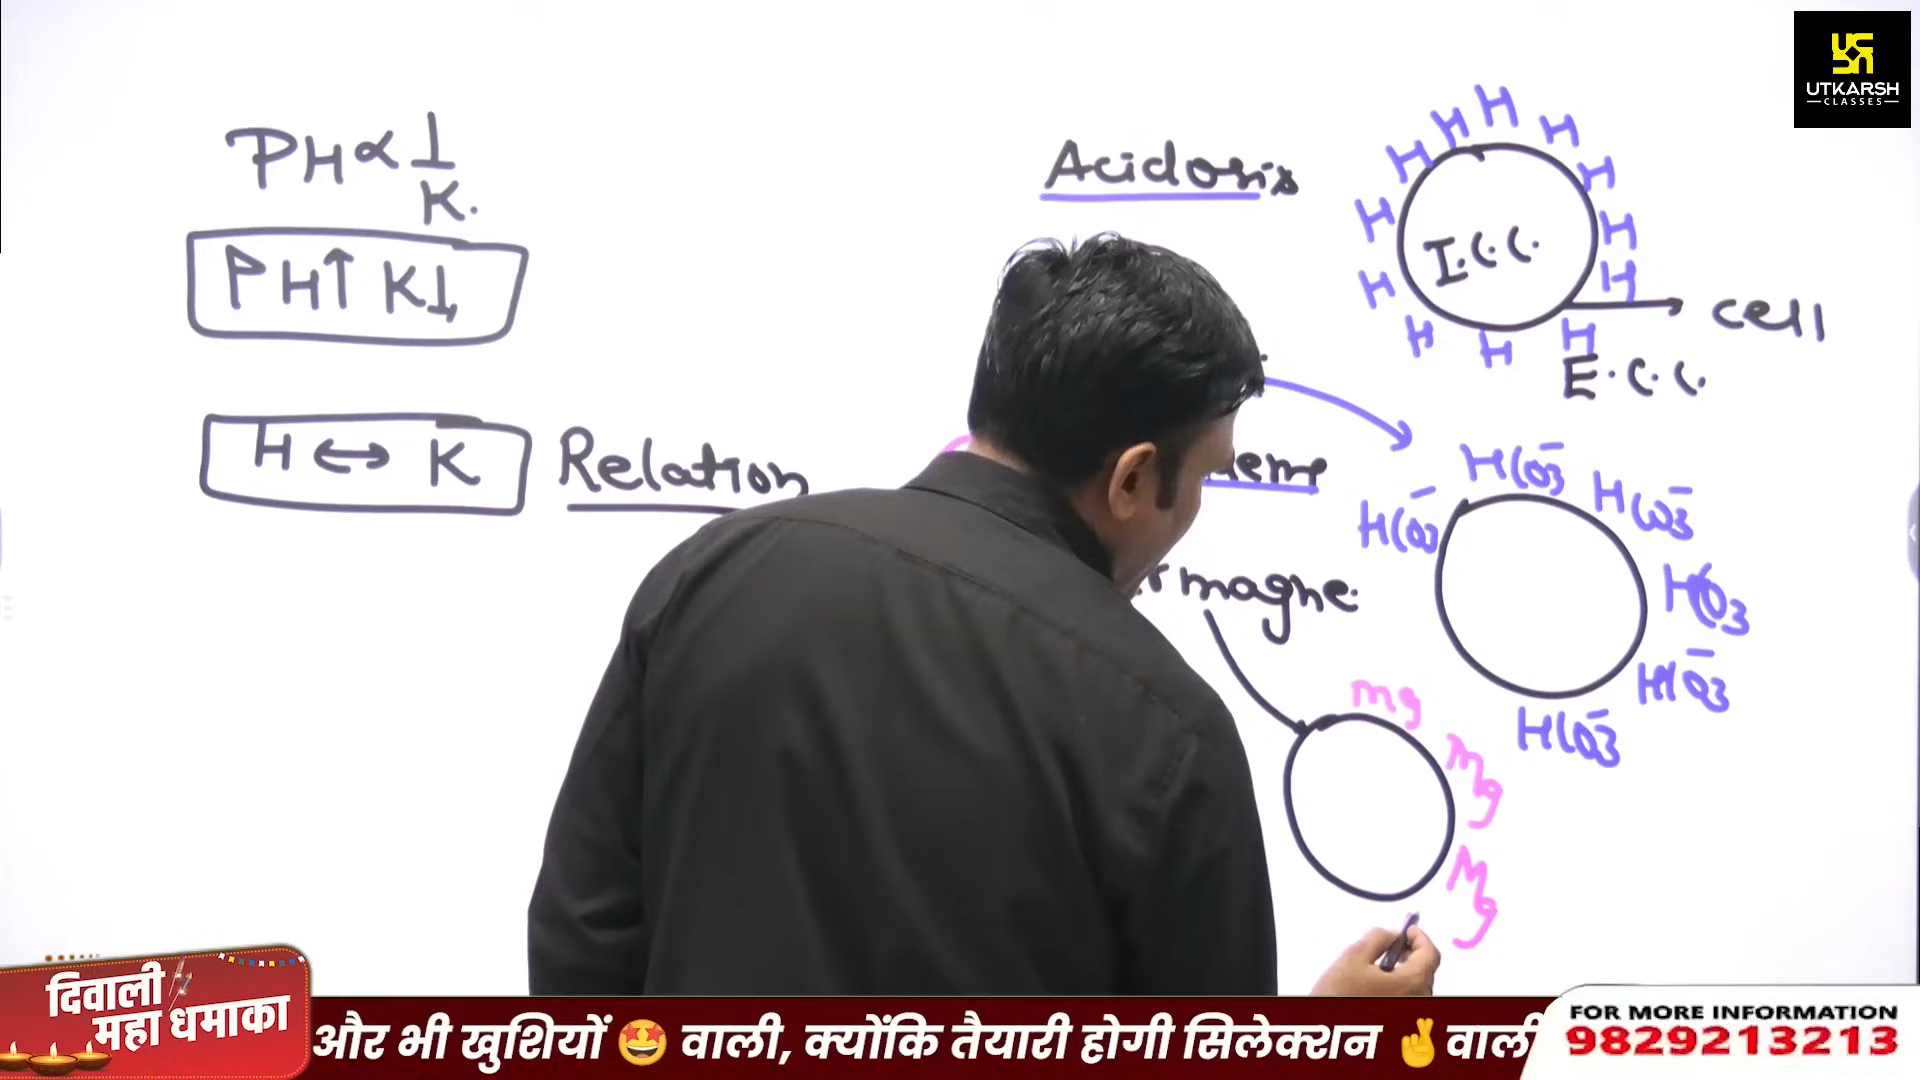 UTKARSH
CLASSES
PH ∝ 1/K.
PH↑ K↓
H ↔ K Relation
Acidosis
H H H H H H H H H H H H H
I.C.C.
cell
E.C.C.
HCO3⁻ HCO3⁻ HCO3⁻ HCO3 HCO3⁻ HCO3⁻
magne.
mg
Mg
Mg
दिवाली
महा धमाका
और भी खुशियों 🤩 वाली, क्योंकि तैयारी होगी सिलेक्शन 🤞 वाली
FOR MORE INFORMATION
9829213213